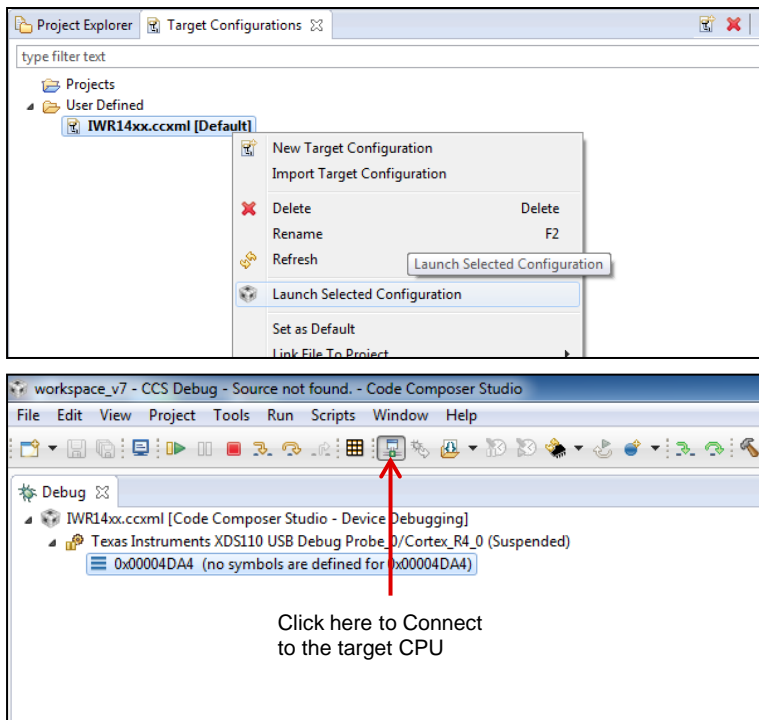 Project Explorer Target Configurations
type filter text
Projects
User Defined
IWR14xx.ccxml [Default]
New Target Configuration
Import Target Configuration
Delete Delete
Rename F2
Refresh
Launch Selected Configuration
Launch Selected Configuration
Set as Default
Link File To Project
workspace_v7 - CCS Debug - Source not found. - Code Composer Studio
File Edit View Project Tools Run Scripts Window Help
Debug
IWR14xx.ccxml [Code Composer Studio - Device Debugging]
Texas Instruments XDS110 USB Debug Probe_0/Cortex_R4_0 (Suspended)
0x00004DA4 (no symbols are defined for 0x00004DA4)
Click here to Connect
to the target CPU